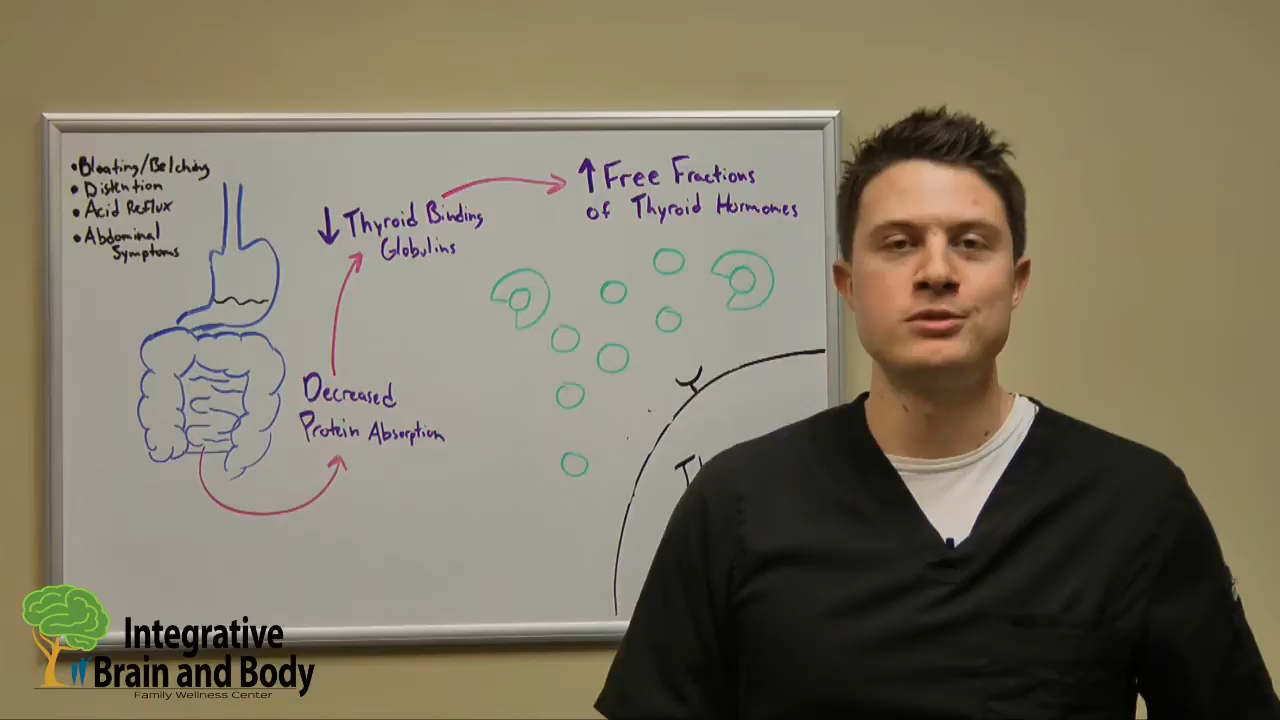 • Bloating/Belching
• Distention
• Acid Reflux
• Abdominal
Symptoms
↓ Thyroid Binding
Globulins
↑ Free Fractions
of Thyroid Hormones
Decreased
Protein Absorption
Integrative
Brain and Body
Family Wellness Center